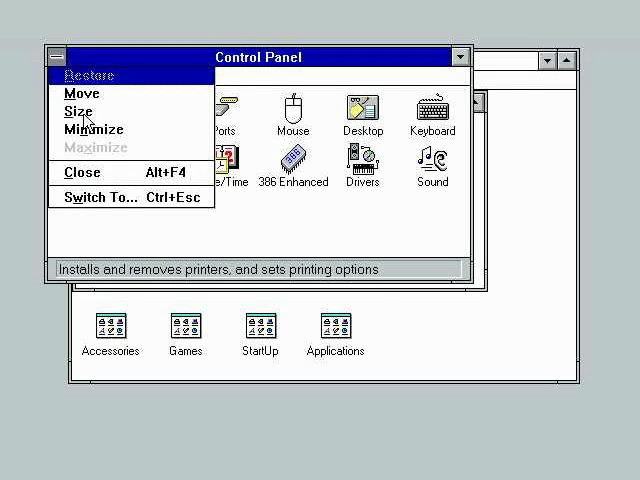 Control Panel
Restore
Move
Size
Minimize
Maximize
Close Alt+F4
Switch To... Ctrl+Esc
Ports Mouse Desktop Keyboard
e/Time 386 Enhanced Drivers Sound
386
Installs and removes printers, and sets printing options
Accessories Games StartUp Applications